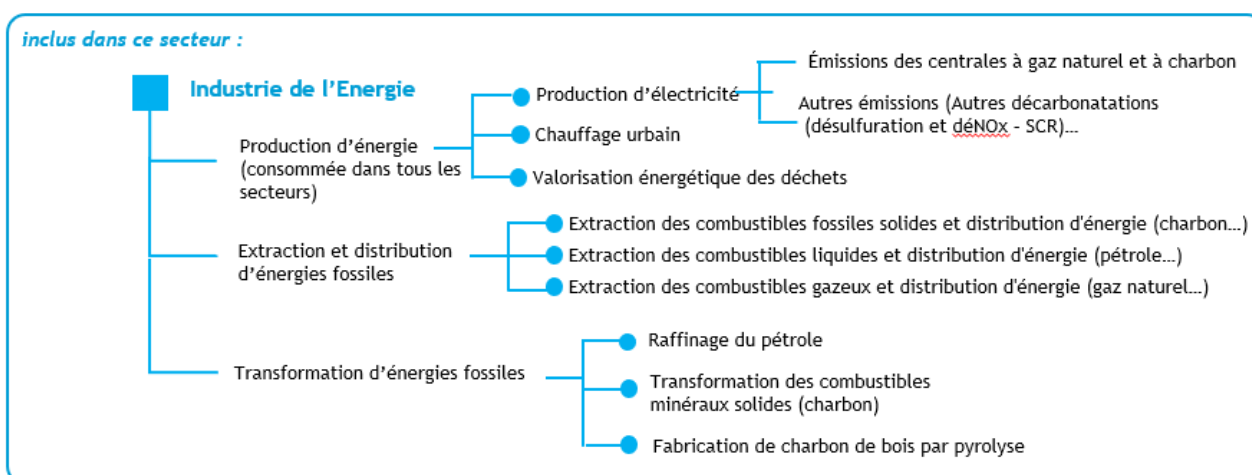 inclus dans ce secteur :
Industrie de l’Energie
Production d’énergie
(consommée dans tous les
secteurs)
Production d’électricité
Émissions des centrales à gaz naturel et à charbon
Autres émissions (Autres décarbonatations
(désulfuration et déNOx - SCR)...
Chauffage urbain
Valorisation énergétique des déchets
Extraction et distribution
d’énergies fossiles
Extraction des combustibles fossiles solides et distribution d'énergie (charbon...)
Extraction des combustibles liquides et distribution d'énergie (pétrole...)
Extraction des combustibles gazeux et distribution d'énergie (gaz naturel...)
Transformation d’énergies fossiles
Raffinage du pétrole
Transformation des combustibles
minéraux solides (charbon)
Fabrication de charbon de bois par pyrolyse